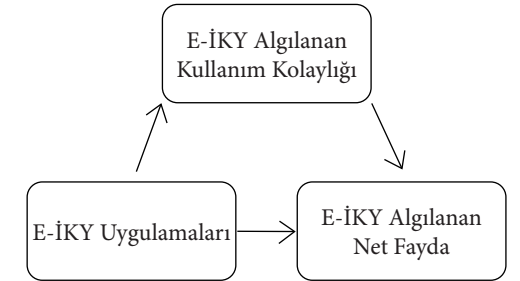 E-İKY Algılanan
Kullanım Kolaylığı
E-İKY Uygulamaları
E-İKY Algılanan
Net Fayda